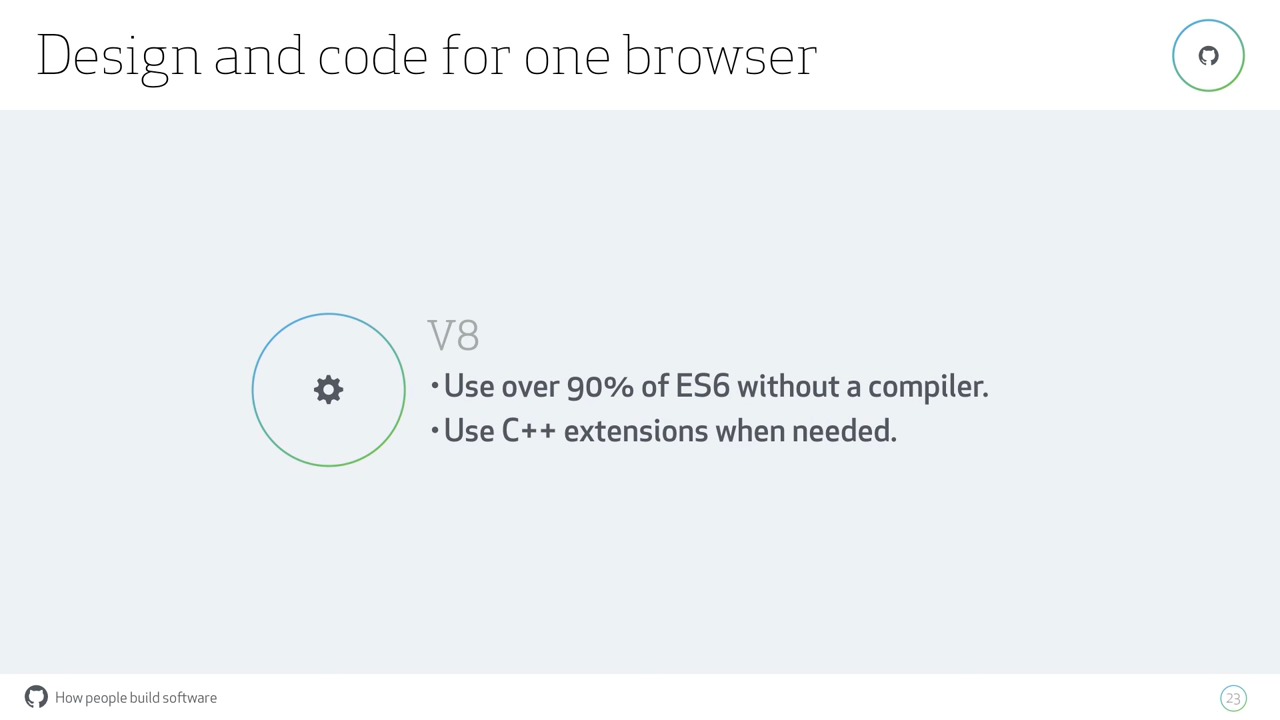 Design and code for one browser
V8
• Use over 90% of ES6 without a compiler.
• Use C++ extensions when needed.
How people build software
23